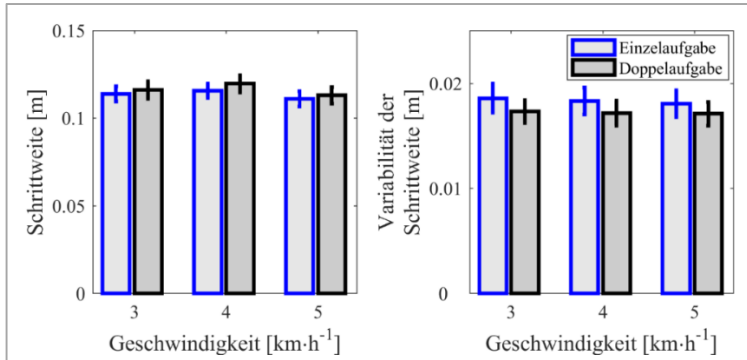 Schrittweite [m]
0.15
0.1
0.05
0
3
4
5
Geschwindigkeit [km·h⁻¹]
Variabilität der
Schrittweite [m]
0.02
0.01
0
3
4
5
Geschwindigkeit [km·h⁻¹]
Einzelaufgabe
Doppelaufgabe